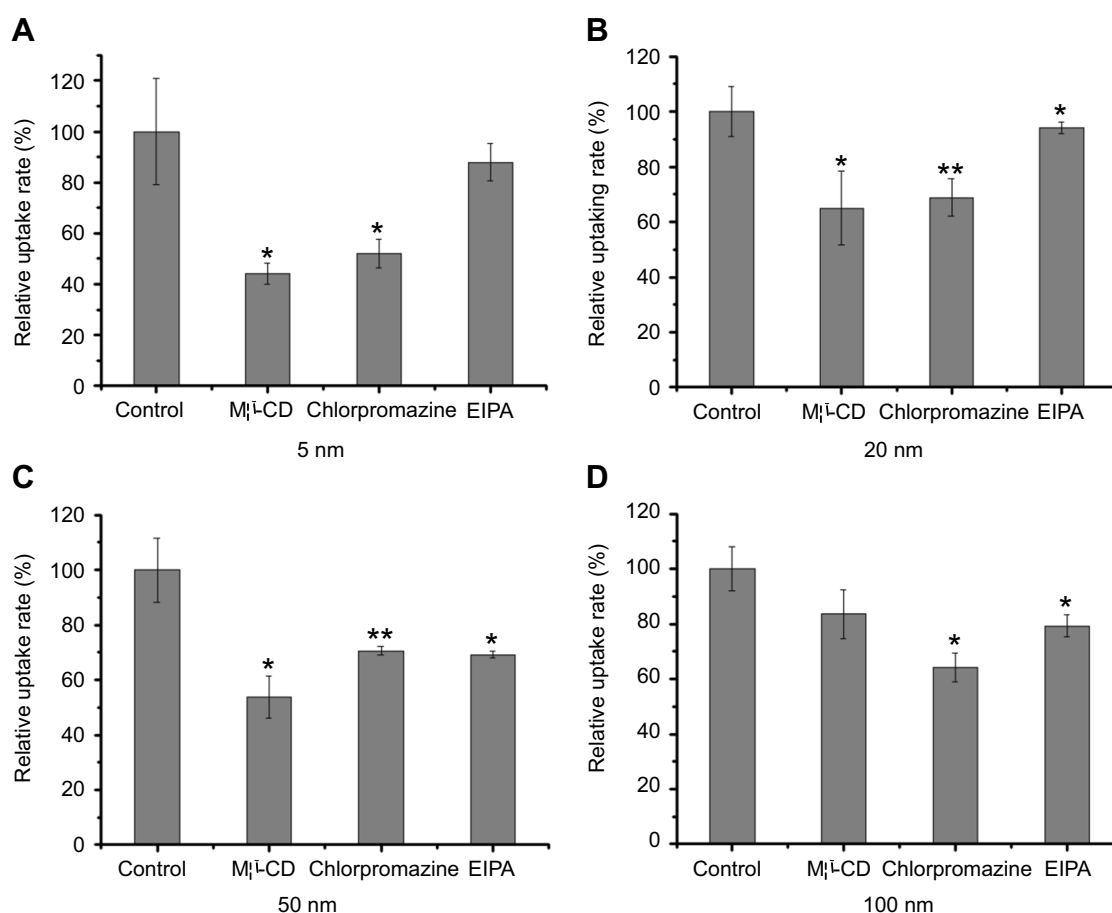 A
Relative uptake rate (%)
120
100
80
60
40
20
0
* *
Control Chlorpromazine EIPA
5 nm
B
Relative uptaking rate (%)
120
100
80
60
40
20
0
* ** *
Control Chlorpromazine EIPA
20 nm
C
Relative uptake rate (%)
120
100
80
60
40
20
0
* ** *
Control Chlorpromazine EIPA
50 nm
D
Relative uptake rate (%)
120
100
80
60
40
20
0
* *
Control Chlorpromazine EIPA
100 nm